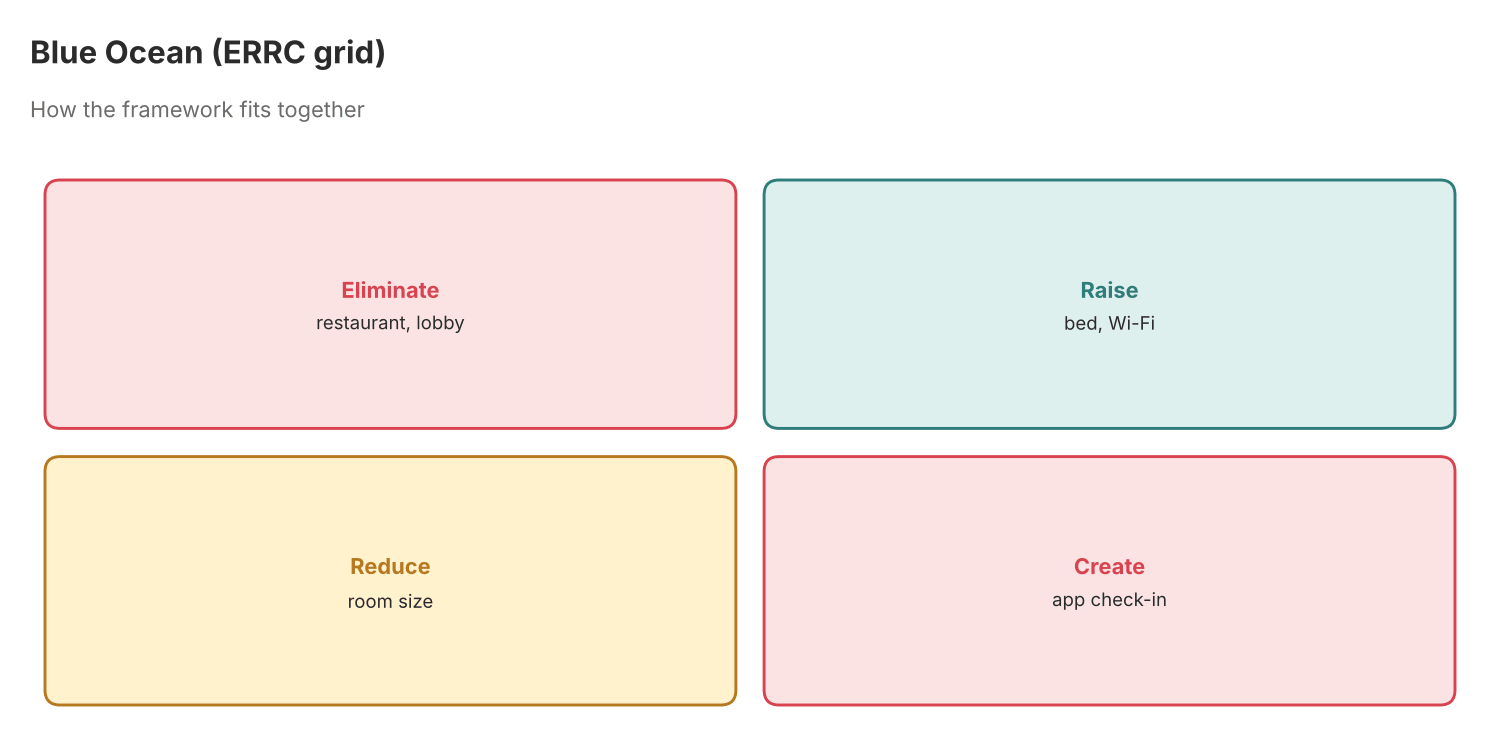 Blue Ocean (ERRC grid)
How the framework fits together
Eliminate
restaurant, lobby
Raise
bed, Wi-Fi
Reduce
room size
Create
app check-in